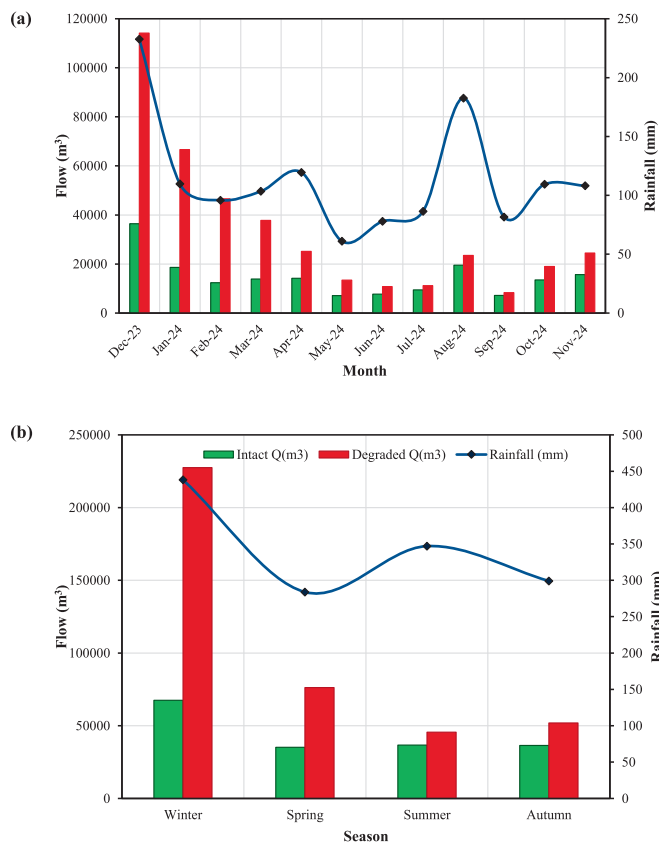 (a)
120000
100000
80000
60000
40000
20000
0
Flow (m³)
250
200
150
100
50
0
Rainfall (mm)
Dec-23
Jan-24
Feb-24
Mar-24
Apr-24
May-24
Jun-24
Jul-24
Aug-24
Sep-24
Oct-24
Nov-24
Month
(b)
250000
200000
150000
100000
50000
0
Flow (m³)
Intact Q(m3) Degraded Q(m3) Rainfall (mm)
500
450
400
350
300
250
200
150
100
50
0
Rainfall (mm)
Winter Spring Summer Autumn
Season